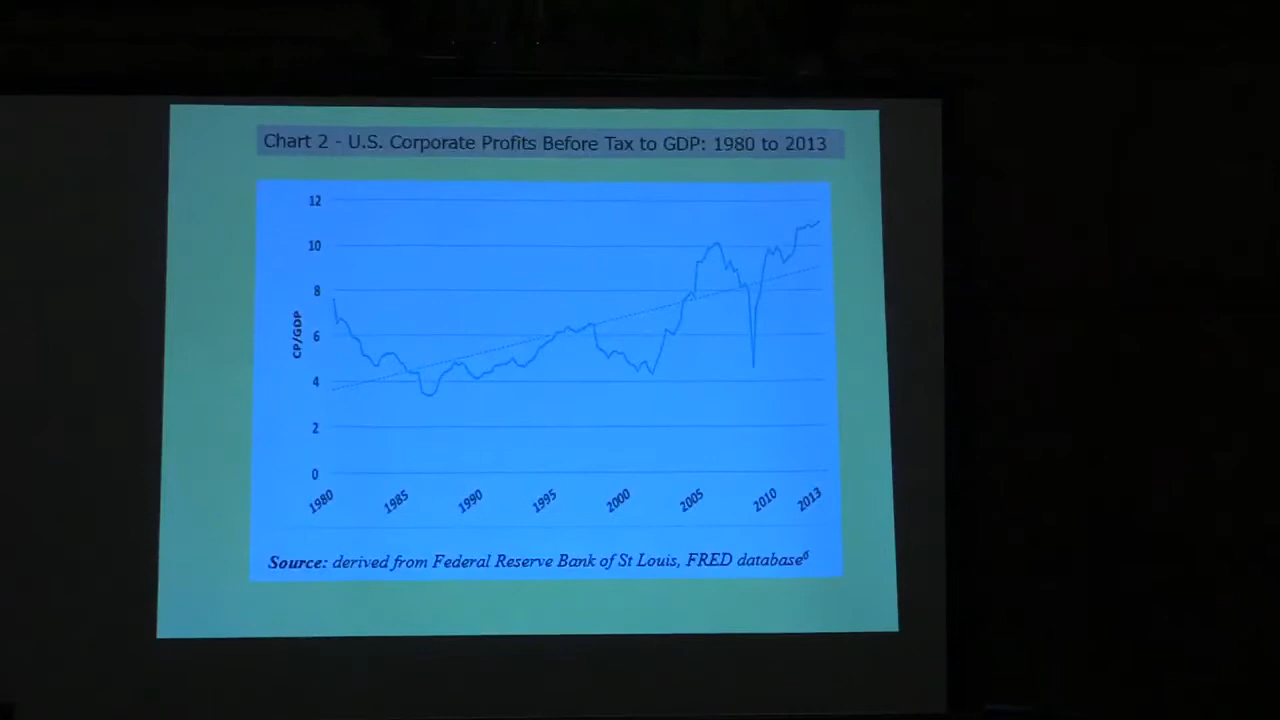 Chart 2 - U.S. Corporate Profits Before Tax to GDP: 1980 to 2013
12
10
8
6
4
2
0
CP/GDP
1980 1985 1990 1995 2000 2005 2010 2013
Source: derived from Federal Reserve Bank of St Louis, FRED database⁶